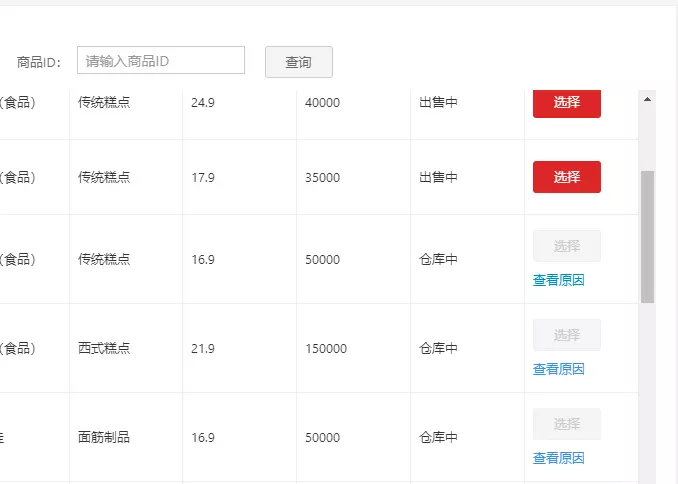 商品ID: 请输入商品ID 查询
(食品) 传统糕点 24.9 40000 出售中 选择
(食品) 传统糕点 17.9 35000 出售中 选择
(食品) 传统糕点 16.9 50000 仓库中 选择
查看原因
(食品) 西式糕点 21.9 150000 仓库中 选择
查看原因
面筋制品 16.9 50000 仓库中 选择
查看原因